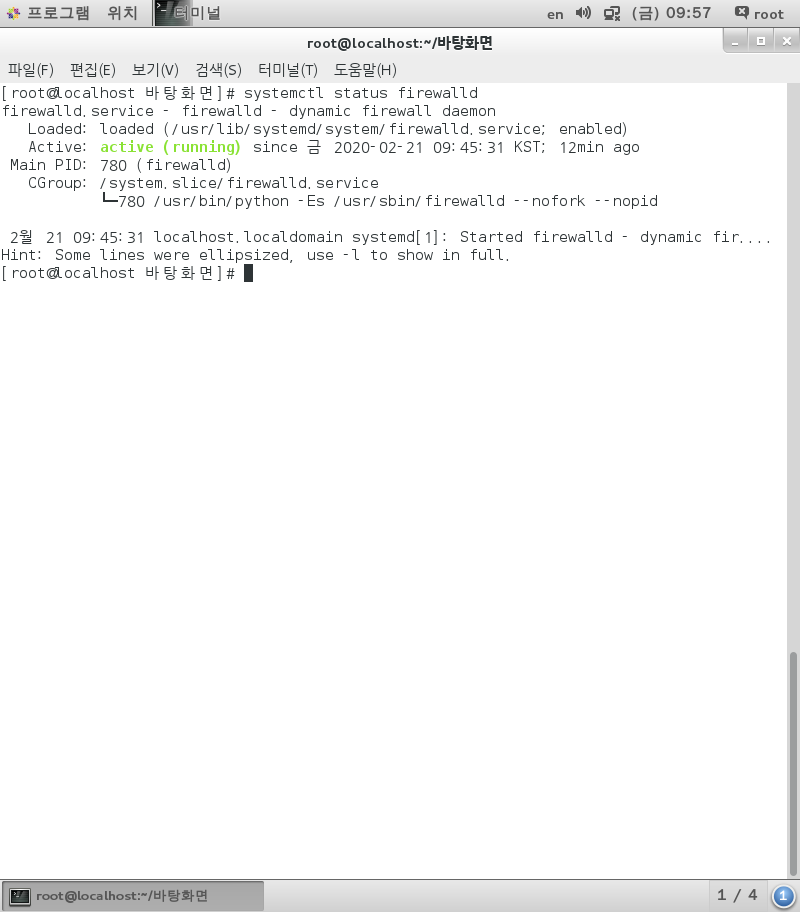 프로그램 위치 터미널 en (금) 09:57 root
root@localhost:~/바탕화면
파일(F) 편집(E) 보기(V) 검색(S) 터미널(T) 도움말(H)
[root@localhost 바탕화면]# systemctl status firewalld
firewalld.service - firewalld - dynamic firewall daemon
   Loaded: loaded (/usr/lib/systemd/system/firewalld.service; enabled)
   Active: active (running) since 금 2020-02-21 09:45:31 KST; 12min ago
 Main PID: 780 (firewalld)
   CGroup: /system.slice/firewalld.service
           └─780 /usr/bin/python -Es /usr/sbin/firewalld --nofork --nopid
 2월 21 09:45:31 localhost.localdomain systemd[1]: Started firewalld - dynamic fir....
Hint: Some lines were ellipsized, use -l to show in full.
[root@localhost 바탕화면]#
root@localhost:~/바탕화면 1 / 4 1